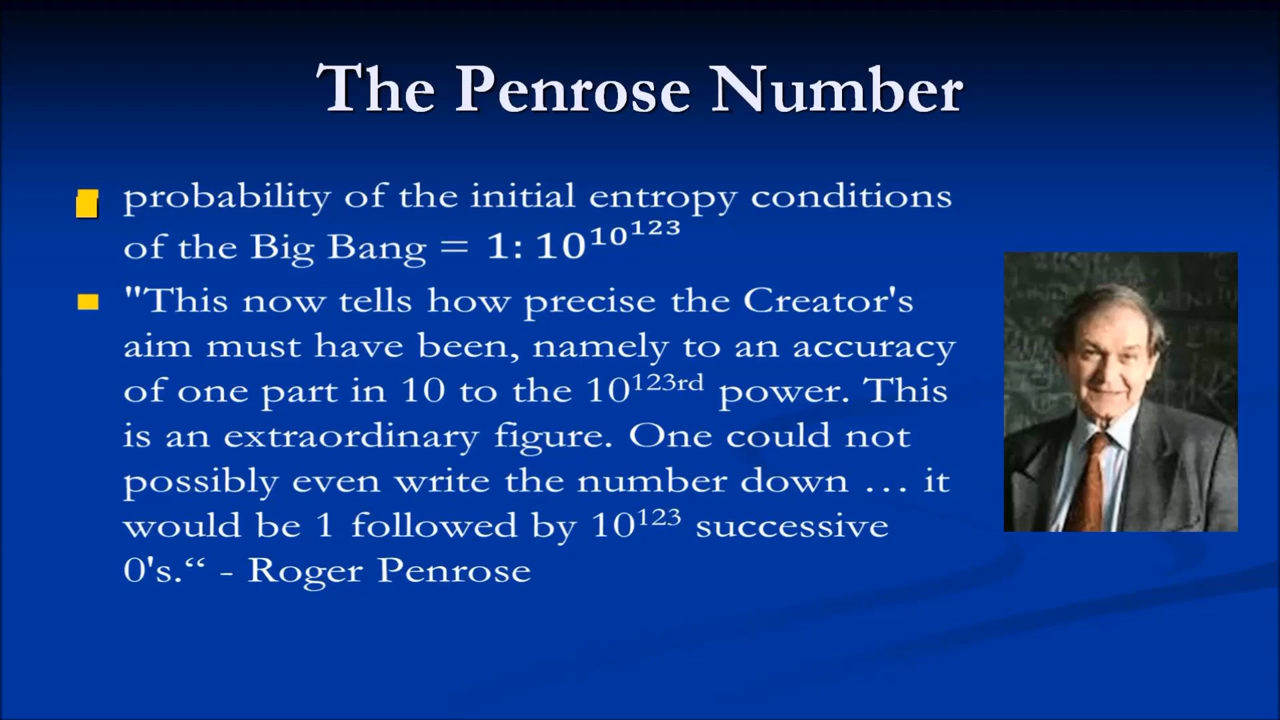 The Penrose Number
probability of the initial entropy conditions
of the Big Bang = 1: 10^10^123
"This now tells how precise the Creator's
aim must have been, namely to an accuracy
of one part in 10 to the 10^123rd power. This
is an extraordinary figure. One could not
possibly even write the number down … it
would be 1 followed by 10^123 successive
0's.“ - Roger Penrose